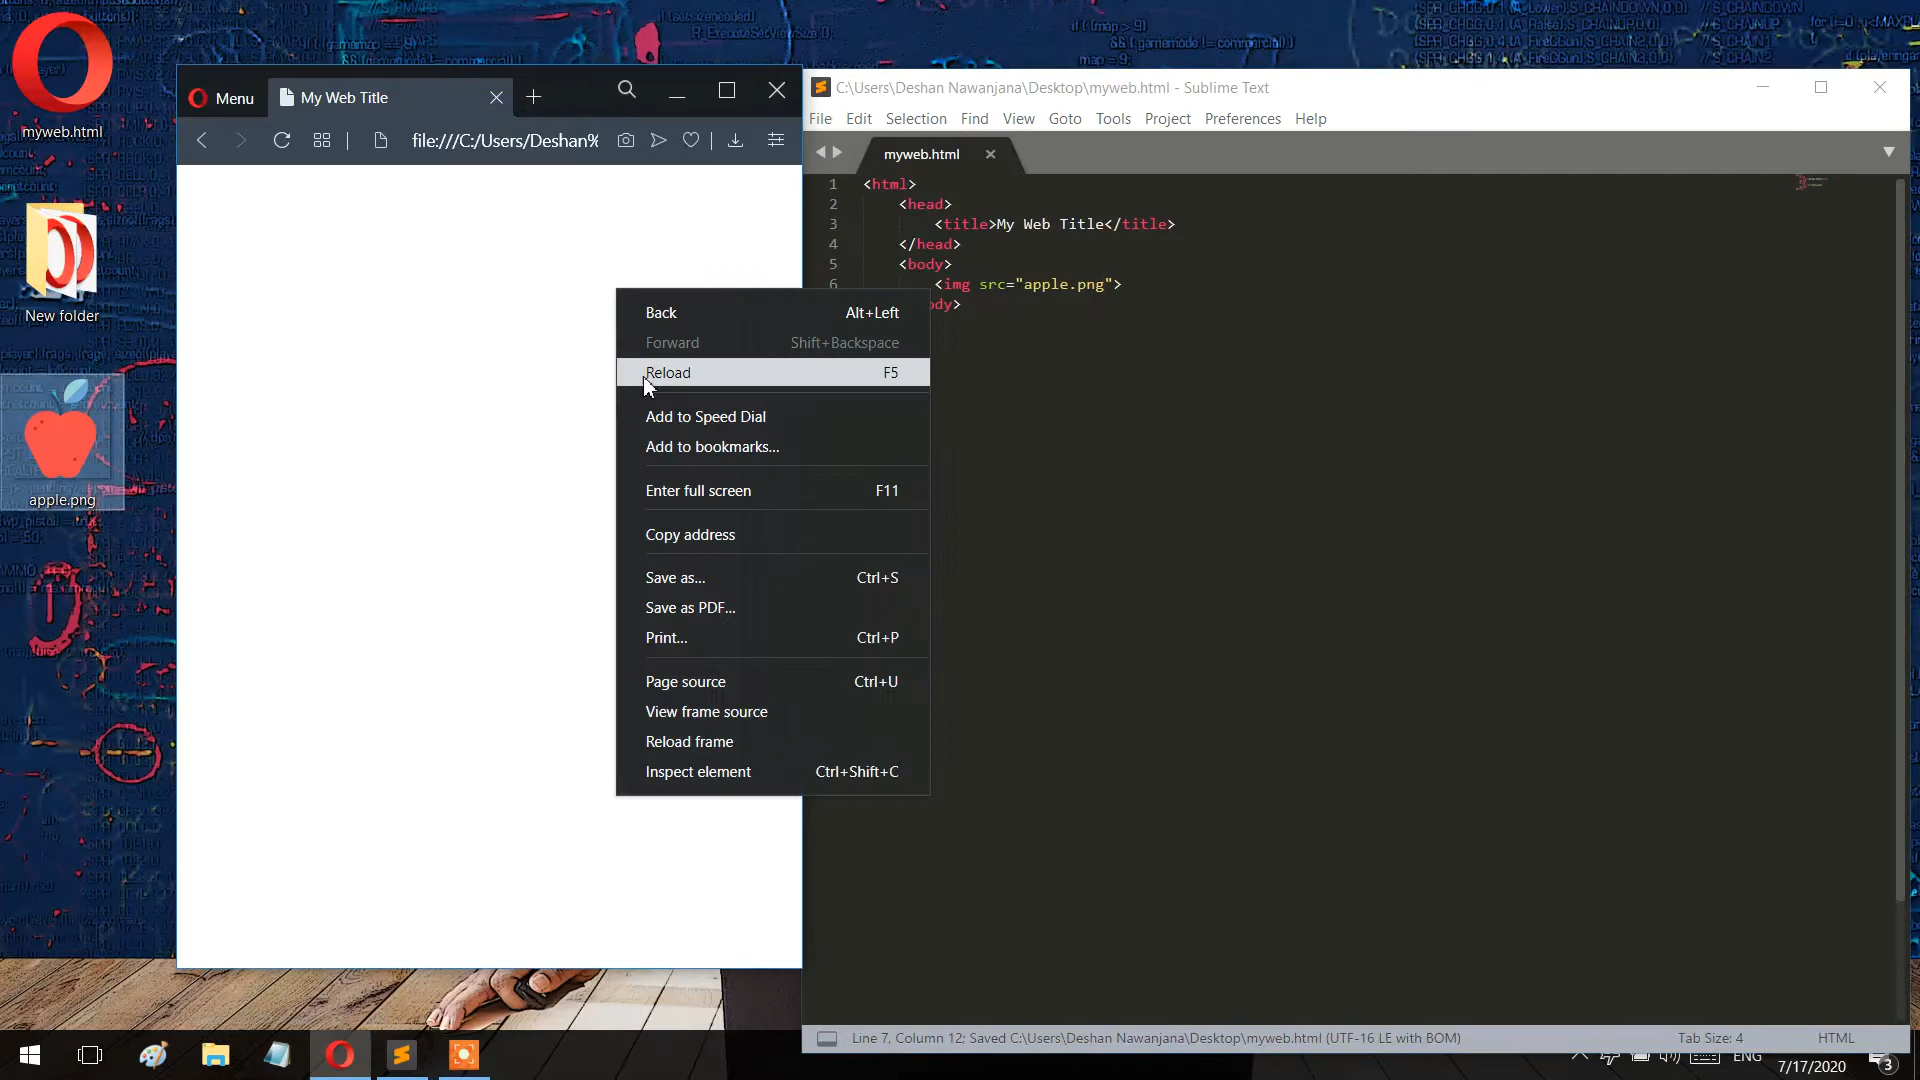 myweb.html
New folder
apple.png
Menu
My Web Title
file:///C:/Users/Deshan%
Back Alt+Left
Forward Shift+Backspace
Reload F5
Add to Speed Dial
Add to bookmarks...
Enter full screen F11
Copy address
Save as... Ctrl+S
Save as PDF...
Print... Ctrl+P
Page source Ctrl+U
View frame source
Reload frame
Inspect element Ctrl+Shift+C
C:\Users\Deshan Nawanjana\Desktop\myweb.html - Sublime Text
File Edit Selection Find View Goto Tools Project Preferences Help
myweb.html
1 <html>
2 <head>
3 <title>My Web Title</title>
4 </head>
5 <body>
6 <img src="apple.png">
ody>
Line 7, Column 12; Saved C:\Users\Deshan Nawanjana\Desktop\myweb.html (UTF-16 LE with BOM) Tab Size: 4 HTML
ENG
7/17/2020
3